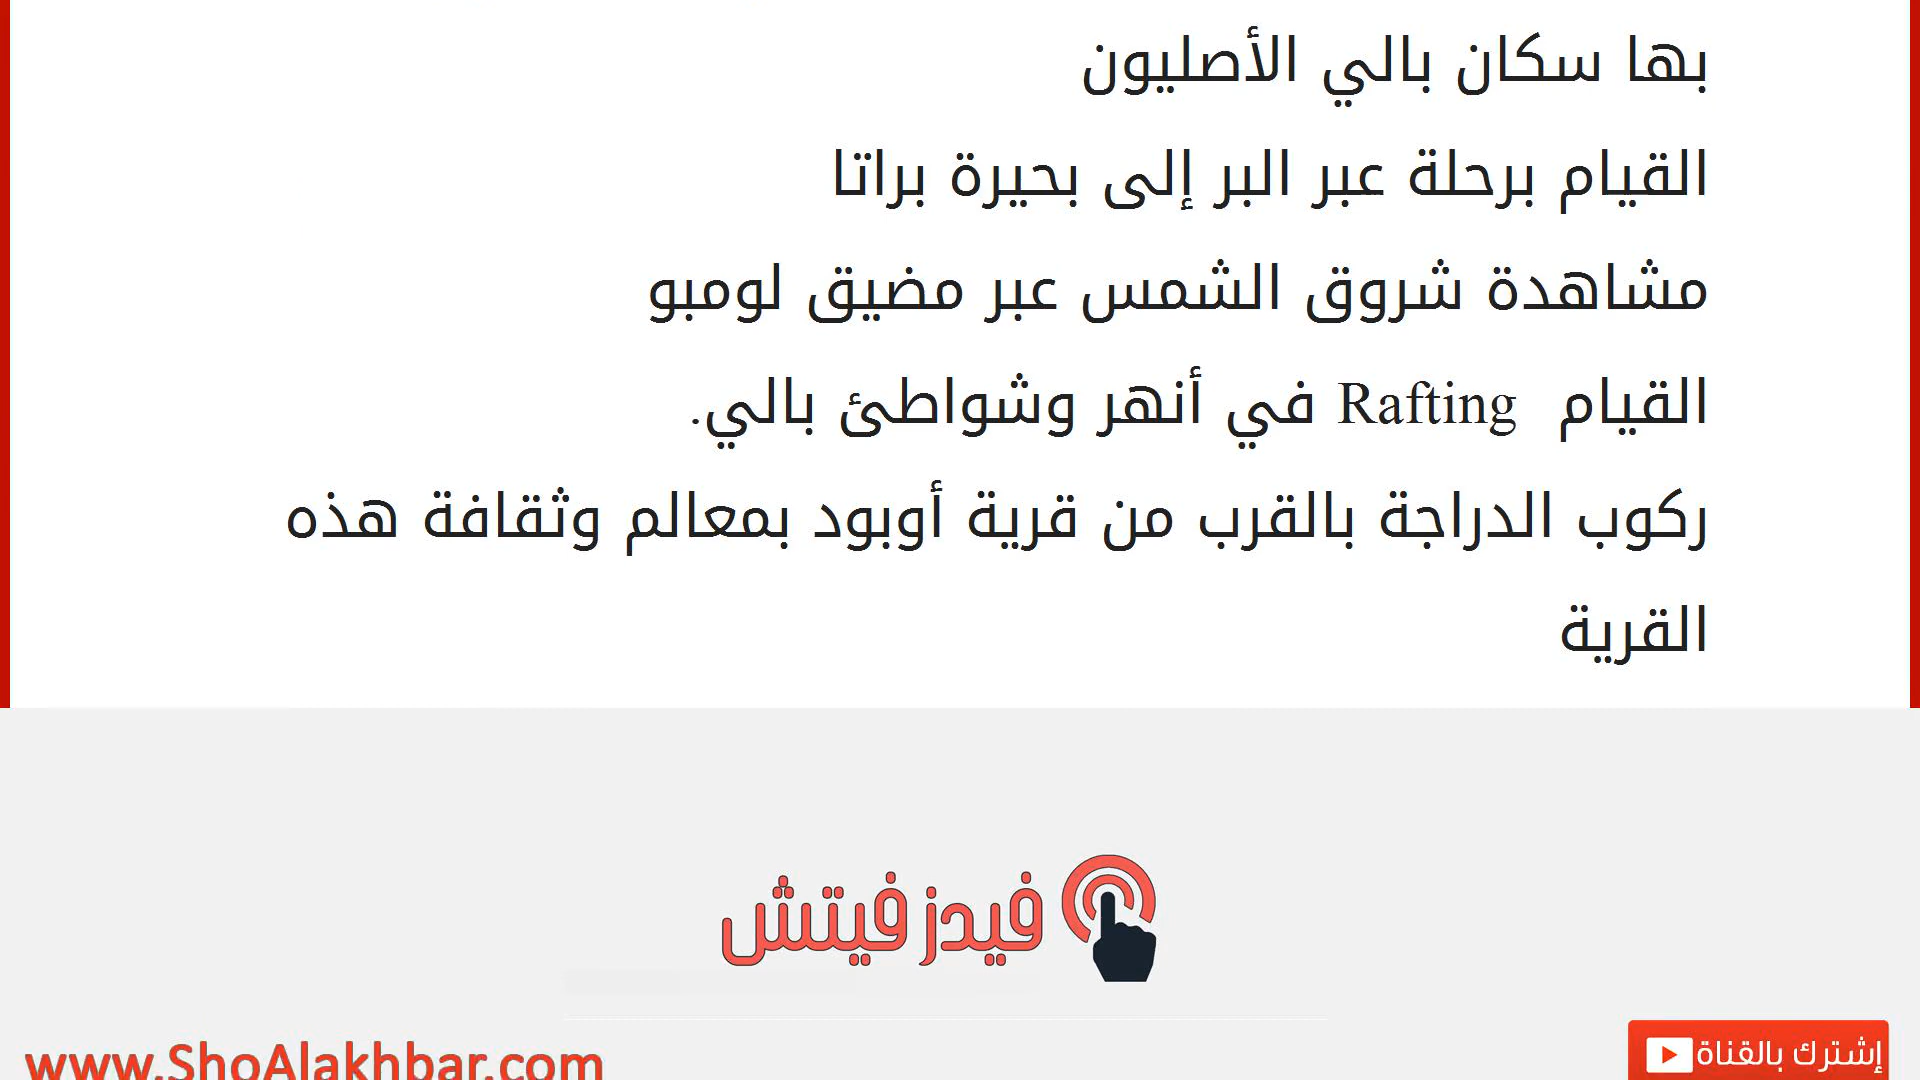 بها سكان بالي الأصليون
القيام برحلة عبر البر إلى بحيرة براتا
مشاهدة شروق الشمس عبر مضيق لومبو
القيام Rafting في أنهر وشواطئ بالي.
ركوب الدراجة بالقرب من قرية أوبود بمعالم وثقافة هذه
القرية
فيدز فيتش
www.ShoAlakhbar.com
إشترك بالقناة